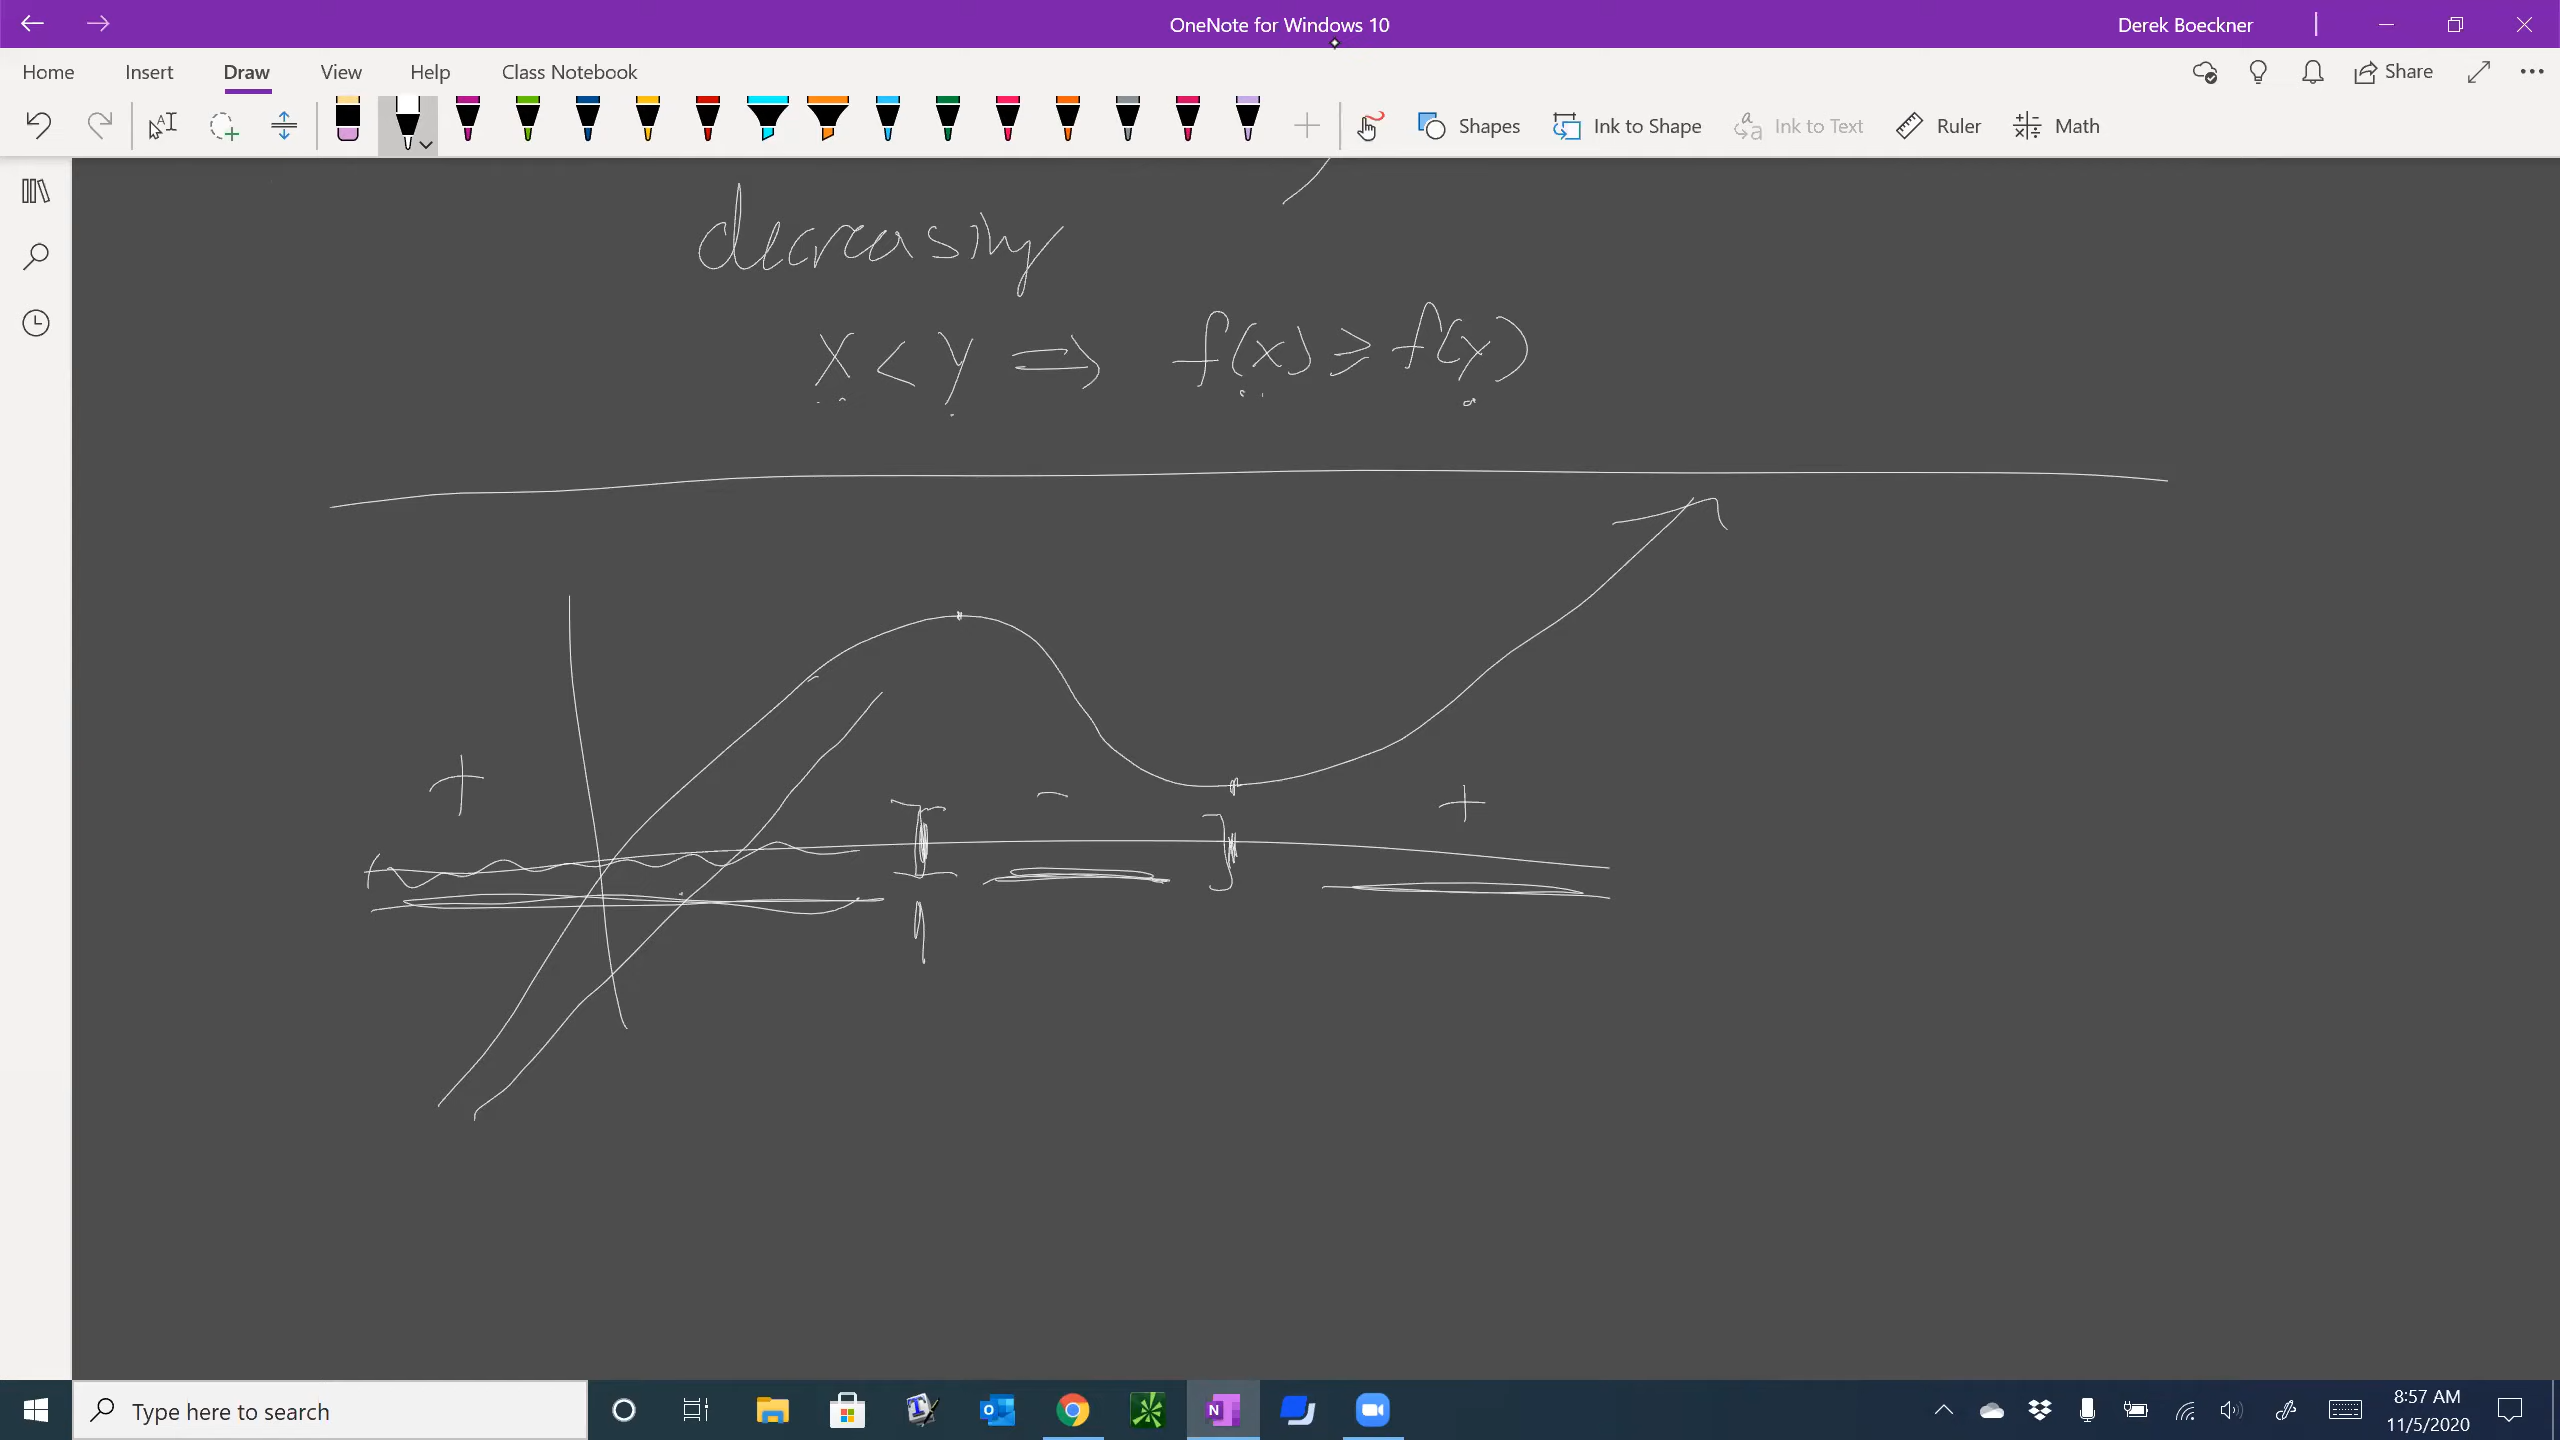 OneNote for Windows 10 Derek Boeckner
Home Insert Draw View Help Class Notebook Share
Shapes Ink to Shape Ink to Text Ruler Math
decreasing
x < y ⟹ f(x) ≥ f(y)
+ - +
Type here to search
8:57 AM
11/5/2020